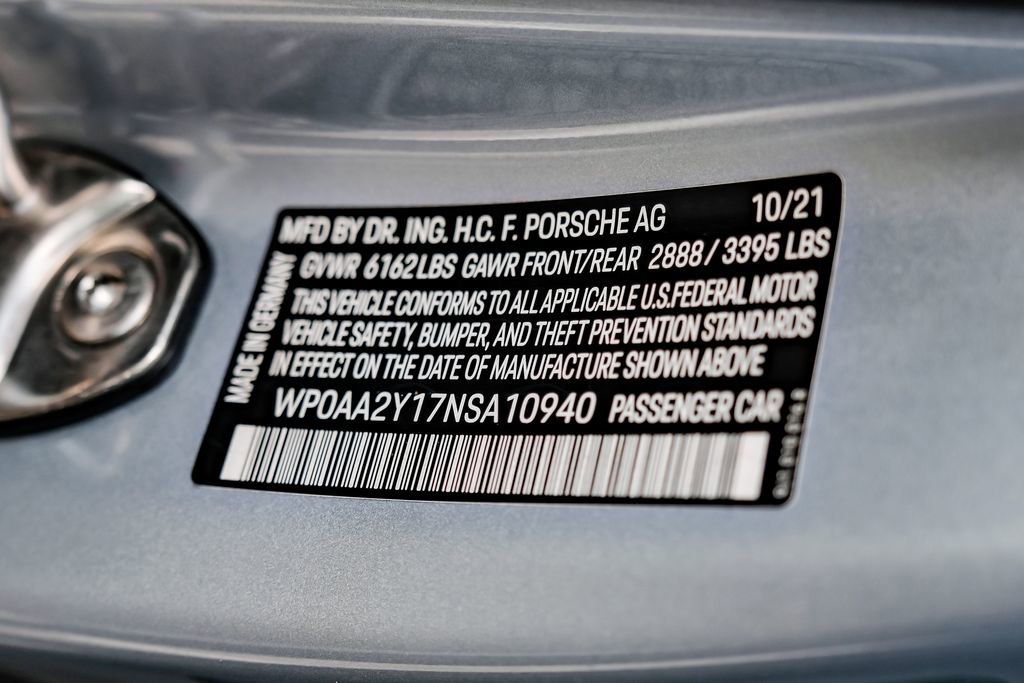 MFD BY DR. ING. H.C. F. PORSCHE AG 10/21
GVWR 6162 LBS GAWR FRONT/REAR 2888 / 3395 LBS
THIS VEHICLE CONFORMS TO ALL APPLICABLE U.S. FEDERAL MOTOR
VEHICLE SAFETY, BUMPER, AND THEFT PREVENTION STANDARDS
IN EFFECT ON THE DATE OF MANUFACTURE SHOWN ABOVE
WP0AA2Y17NSA10940 PASSENGER CAR
MADE IN GERMANY